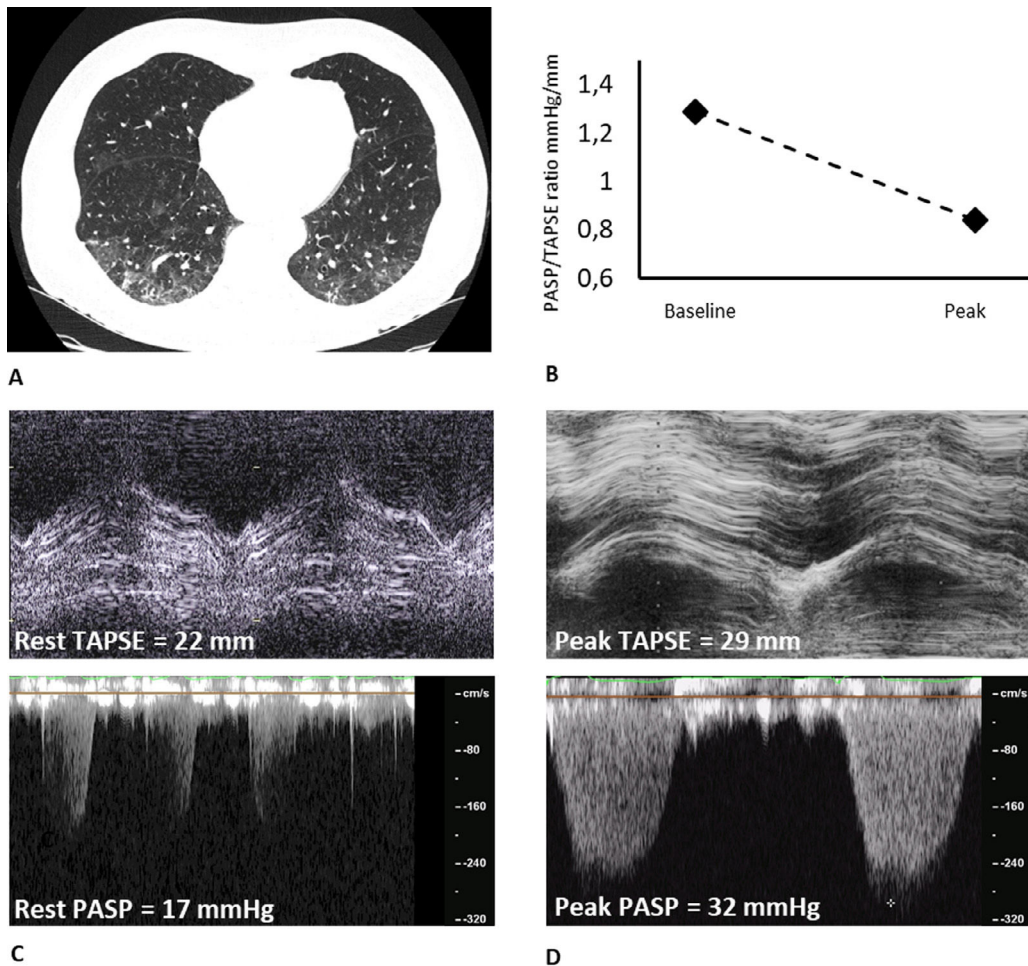 PASP/TAPSE ratio mmHg/mm
1,4
1,2
1
0,8
0,6
Baseline
Peak
A
B
Rest TAPSE = 22 mm
Peak TAPSE = 29 mm
cm/s
-80
-160
-240
-320
Rest PASP = 17 mmHg
cm/s
-80
-160
-240
-320
Peak PASP = 32 mmHg
C
D